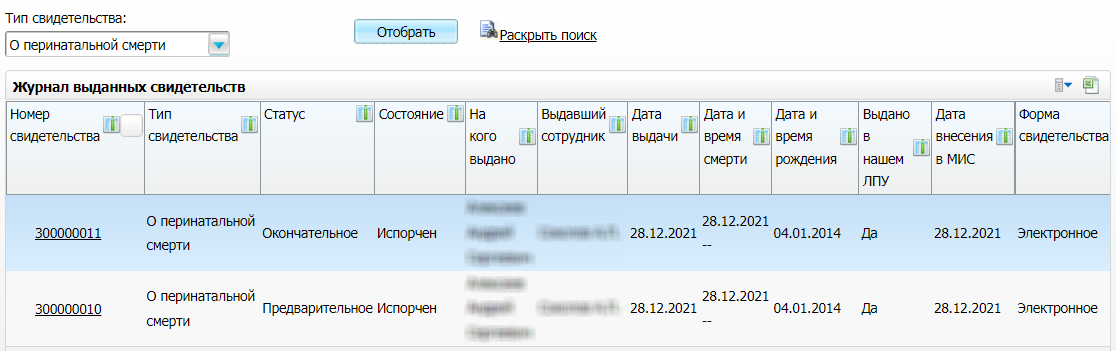 Тип свидетельства:
О перинатальной смерти
Отобрать
Раскрыть поиск
Журнал выданных свидетельств
Номер
свидетельства
Тип
свидетельства
Статус
Состояние
На
кого
выдано
Выдавший
сотрудник
Дата
выдачи
Дата и
время
смерти
Дата и
время
рождения
Выдано
в
нашем
ЛПУ
Дата
внесения
в МИС
Форма
свидетельства
300000011
О перинатальной
смерти
Окончательное
Испорчен
28.12.2021
28.12.2021
--
04.01.2014
Да
28.12.2021
Электронное
300000010
О перинатальной
смерти
Предварительное
Испорчен
28.12.2021
28.12.2021
--
04.01.2014
Да
28.12.2021
Электронное